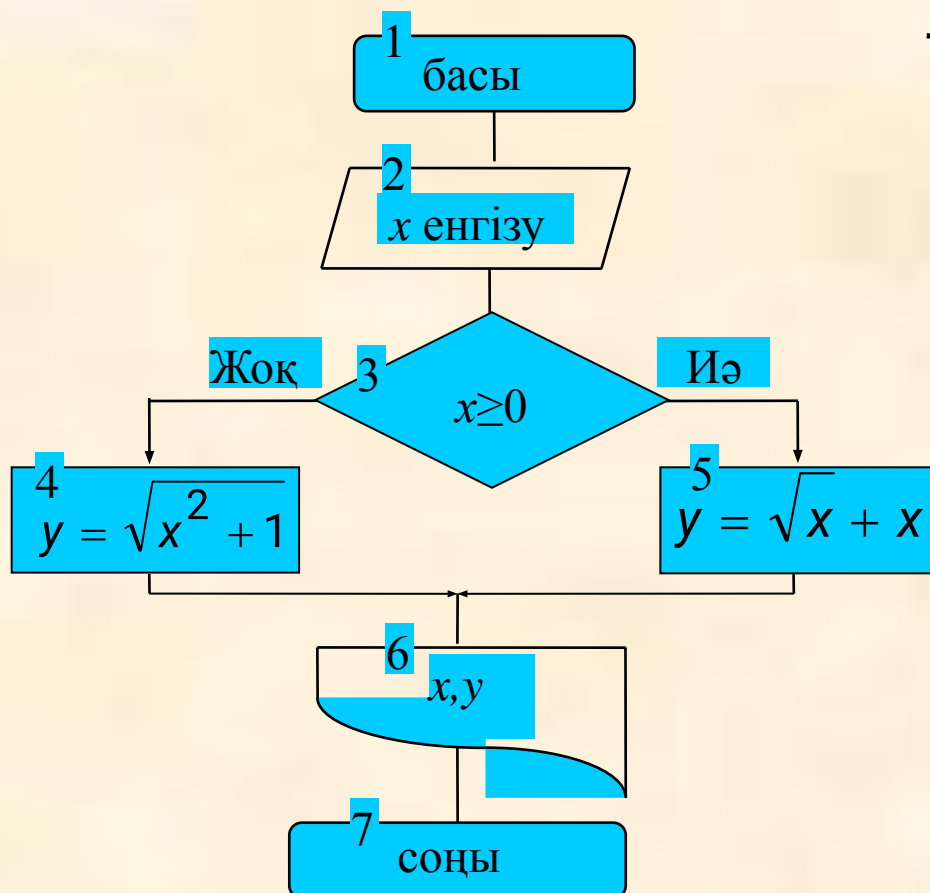 1
басы
2
x енгізу
Жоқ
3
x≥0
Иә
4
y = √(x² + 1)
5
y = √x + x
6
x,y
7
соңы